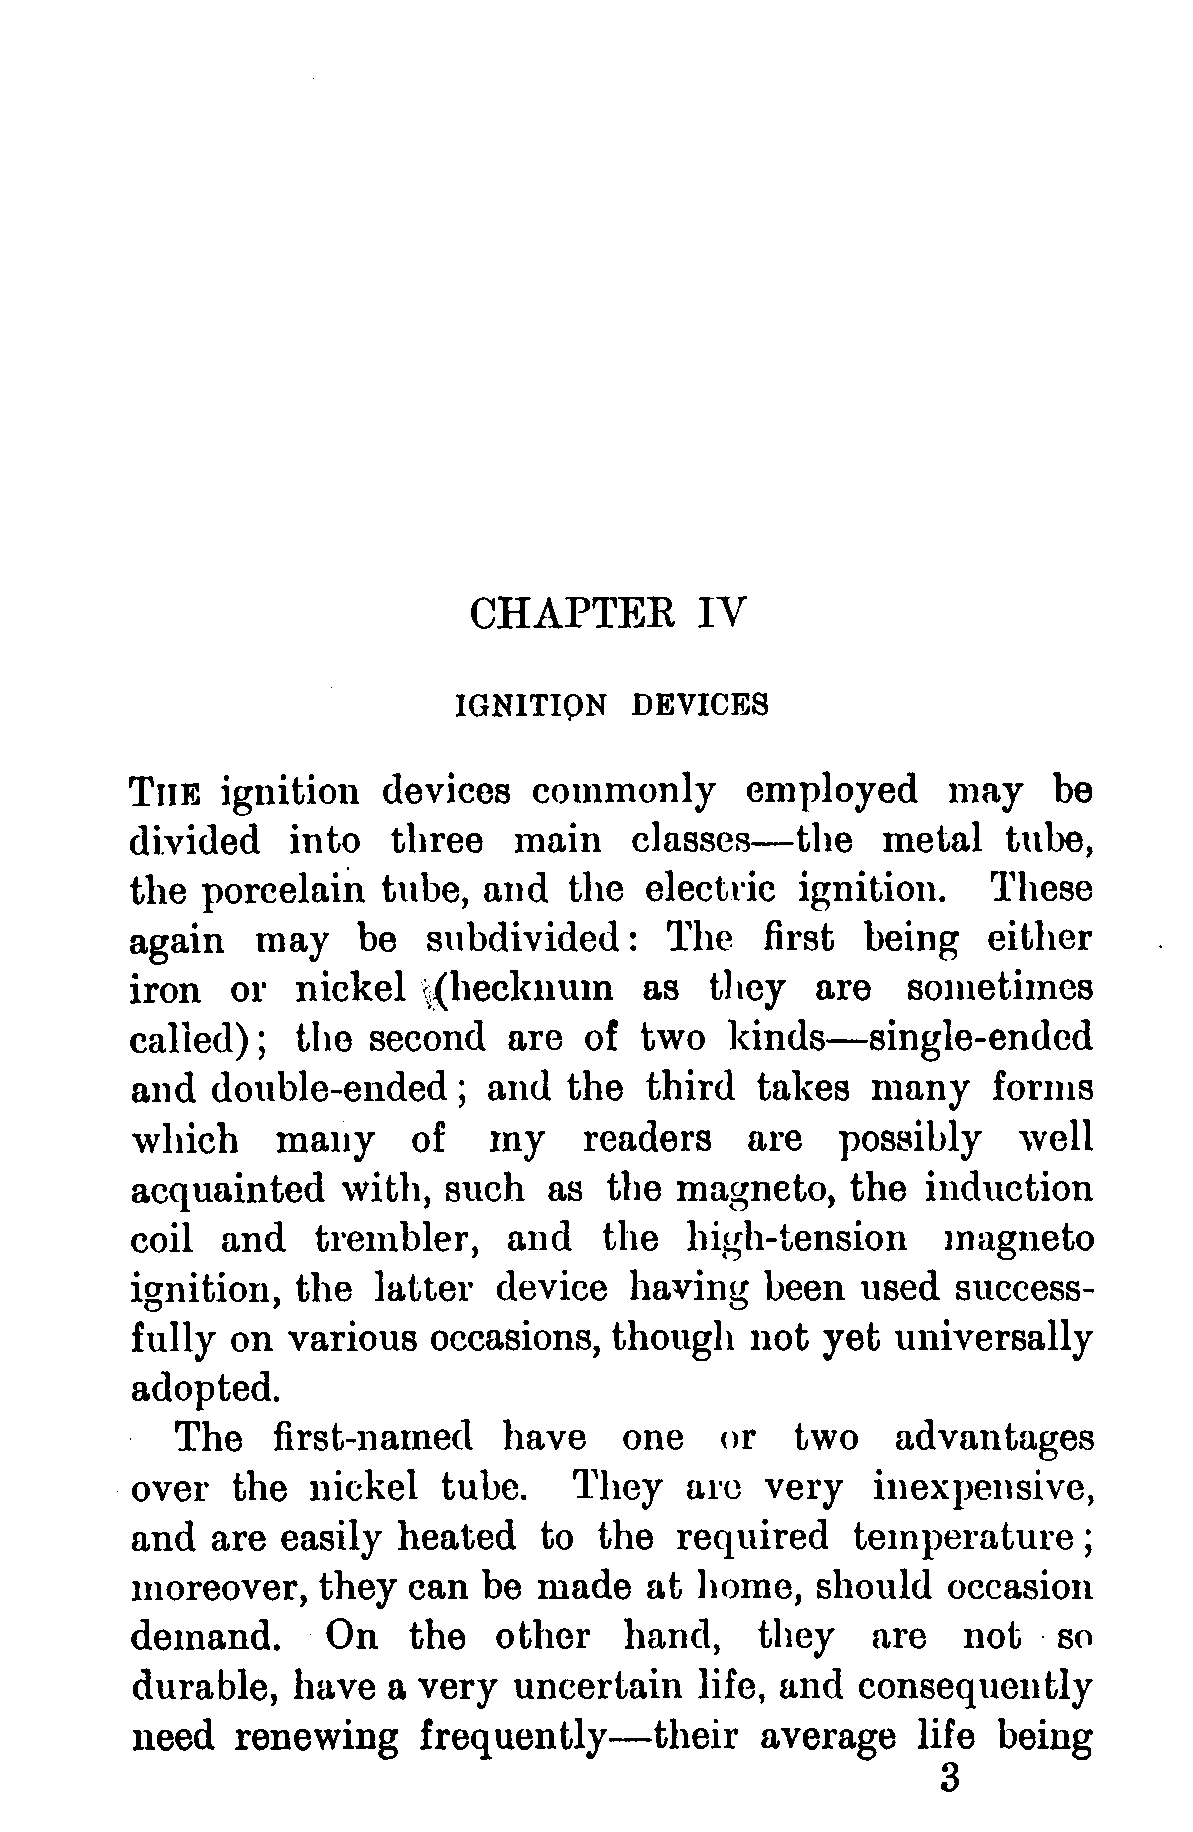 CHAPTER IV
IGNITION DEVICES
THE ignition devices commonly employed may be
divided into three main classes—the metal tube,
the porcelain tube, and the electric ignition. These
again may be subdivided: The first being either
iron or nickel (hecknum as they are sometimes
called); the second are of two kinds—single-ended
and double-ended; and the third takes many forms
which many of my readers are possibly well
acquainted with, such as the magneto, the induction
coil and trembler, and the high-tension magneto
ignition, the latter device having been used success-
fully on various occasions, though not yet universally
adopted.
The first-named have one or two advantages
over the nickel tube. They are very inexpensive,
and are easily heated to the required temperature;
moreover, they can be made at home, should occasion
demand. On the other hand, they are not so
durable, have a very uncertain life, and consequently
need renewing frequently—their average life being
3